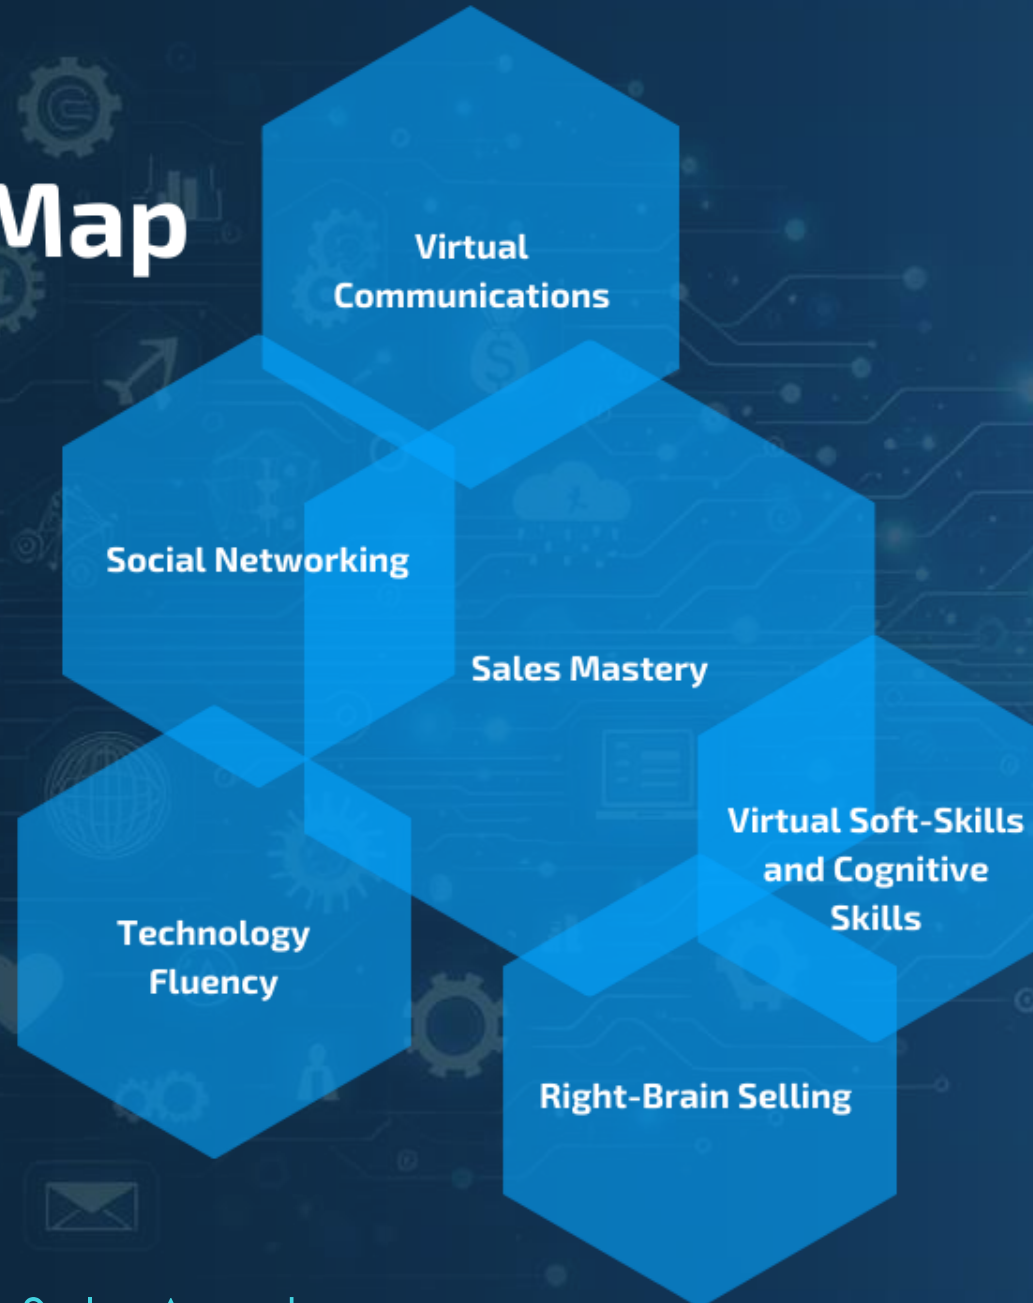 Map
Virtual
Communications
Social Networking
Sales Mastery
Virtual Soft-Skills
and Cognitive
Skills
Technology
Fluency
Right-Brain Selling